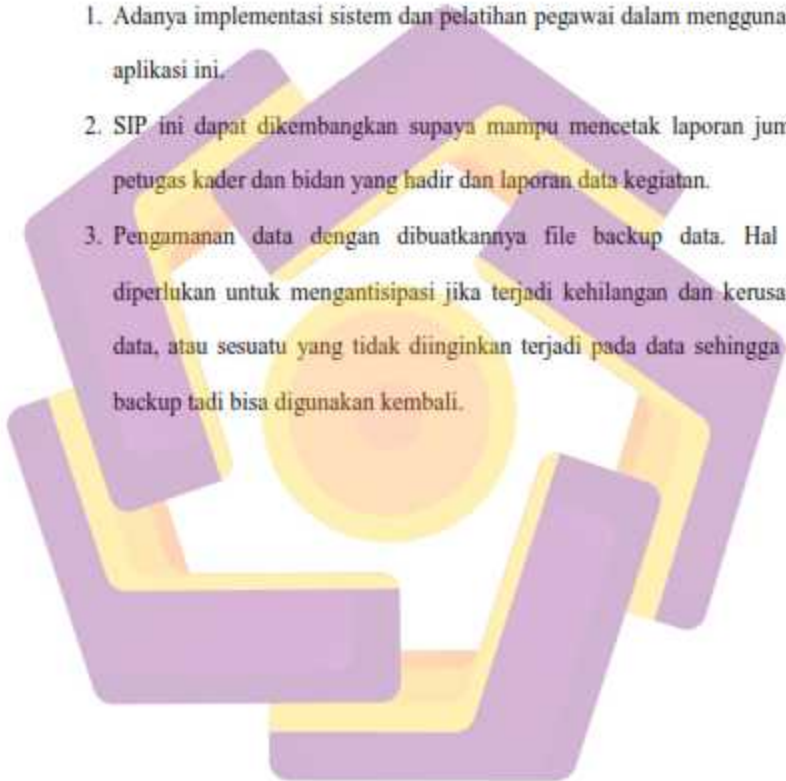 1. Adanya implementasi sistem dan pelatihan pegawai dalam mengguna
aplikasi ini.
2. SIP ini dapat dikembangkan supaya mampu mencetak laporan jum
petugas kader dan bidan yang hadir dan laporan data kegiatan.
3. Pengamanan data dengan dibuatkannya file backup data. Hal
diperlukan untuk mengantisipasi jika terjadi kehilangan dan kerusa
data, atau sesuatu yang tidak diinginkan terjadi pada data sehingga
backup tadi bisa digunakan kembali.